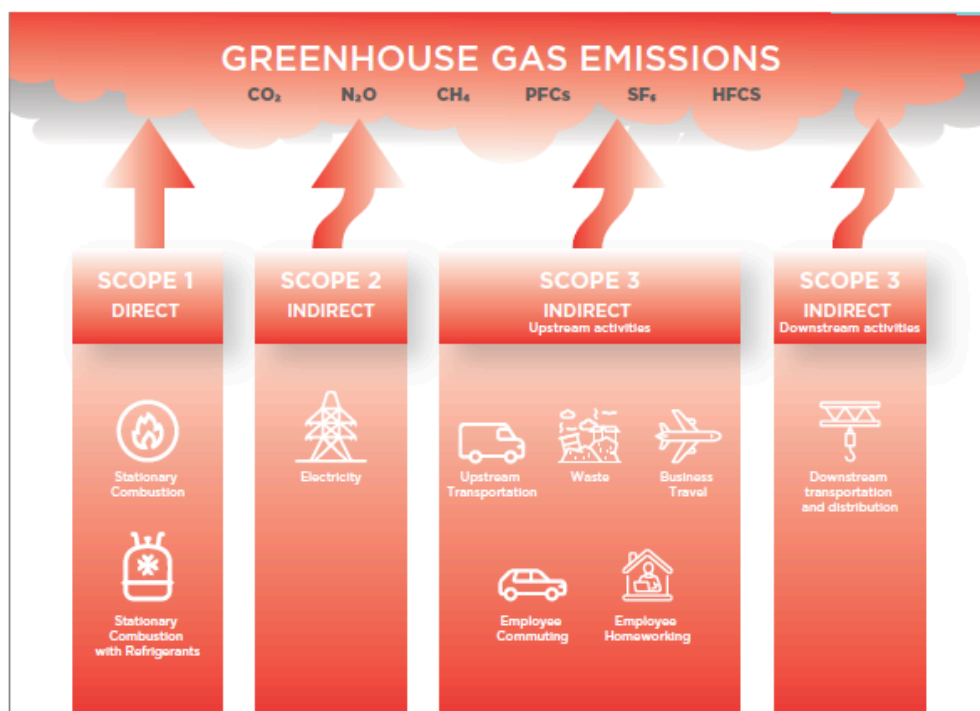 GREENHOUSE GAS EMISSIONS
CO₂ N₂O CH₄ PFCs SF₆ HFCS
SCOPE 1
DIRECT
SCOPE 2
INDIRECT
SCOPE 3
INDIRECT
Upstream activities
SCOPE 3
INDIRECT
Downstream activities
Stationary
Combustion
Stationary
Combustion
with Refrigerants
Electricity
Upstream
Transportation
Waste
Business
Travel
Employee
Commuting
Employee
Homeworking
Downstream
transportation
and distribution